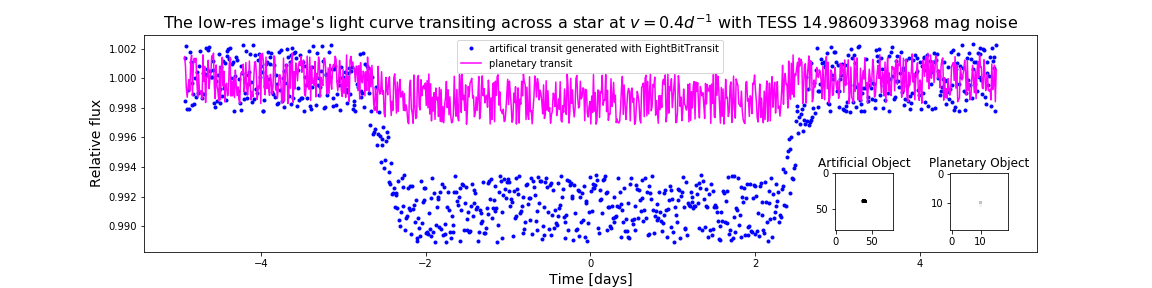 The low-res image's light curve transiting across a star at v = 0.4d⁻¹ with TESS 14.9860933968 mag noise
artifical transit generated with EightBitTransit
planetary transit
Relative flux
1.002
1.000
0.998
0.996
0.994
0.992
0.990
Artificial Object
0
50
0 50
Planetary Object
0
10
0 10
−4 −2 0 2 4
Time [days]